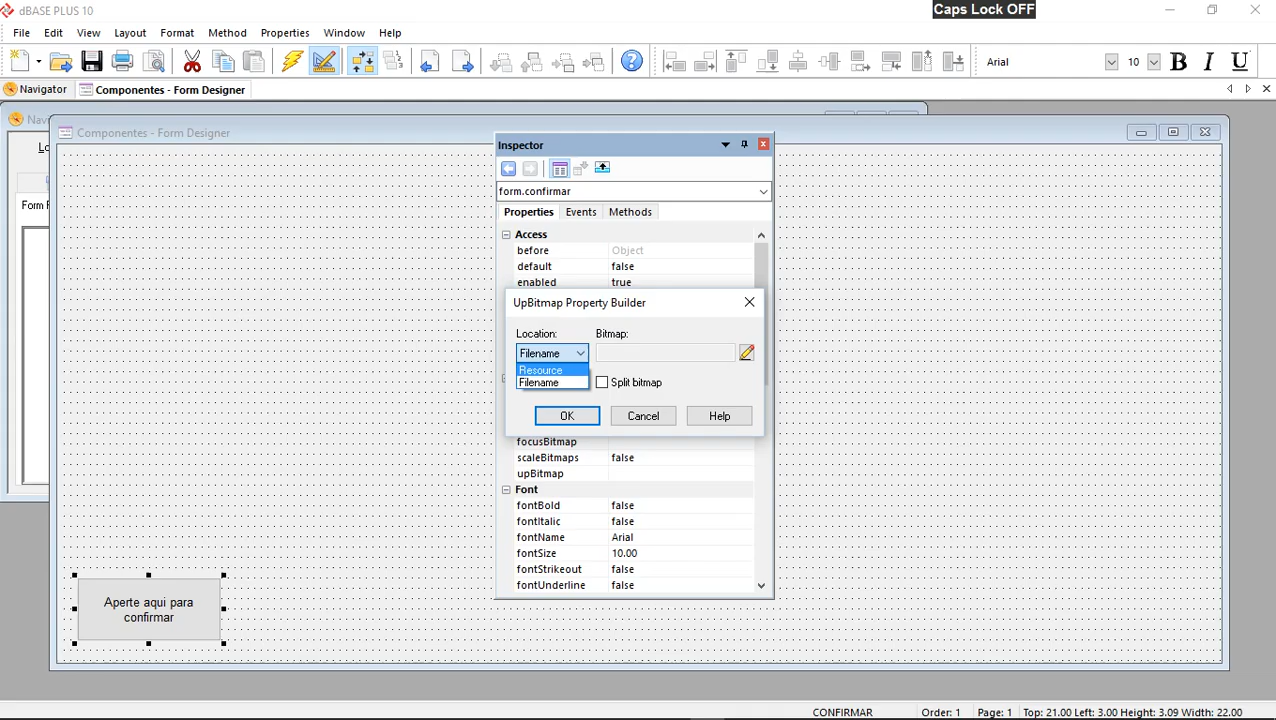 dBASE PLUS 10
Caps Lock OFF
File Edit View Layout Format Method Properties Window Help
Arial 10 B I U
Navigator Componentes - Form Designer
Componentes - Form Designer
Form
Inspector
form.confirmar
Properties Events Methods
Access
before Object
default false
enabled true
UpBitmap Property Builder
Location: Bitmap:
Filename
Resource
Filename Split bitmap
OK Cancel Help
focusBitmap
scaleBitmaps false
upBitmap
Font
fontBold false
fontItalic false
fontName Arial
fontSize 10.00
fontStrikeout false
fontUnderline false
Aperte aqui para
confirmar
CONFIRMAR Order: 1 Page: 1 Top: 21.00 Left: 3.00 Height: 3.09 Width: 22.00